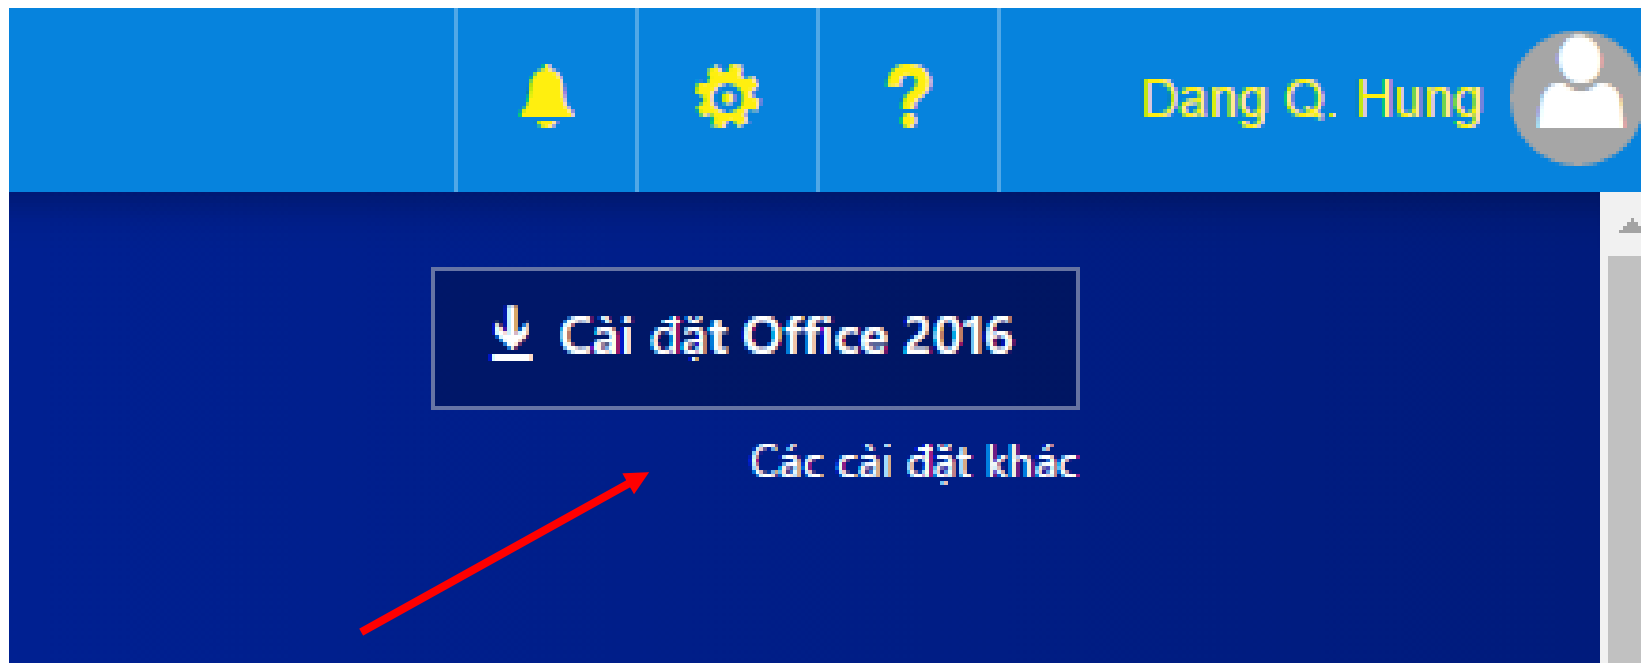 Dang Q. Hung
Cài đặt Office 2016
Các cài đặt khác